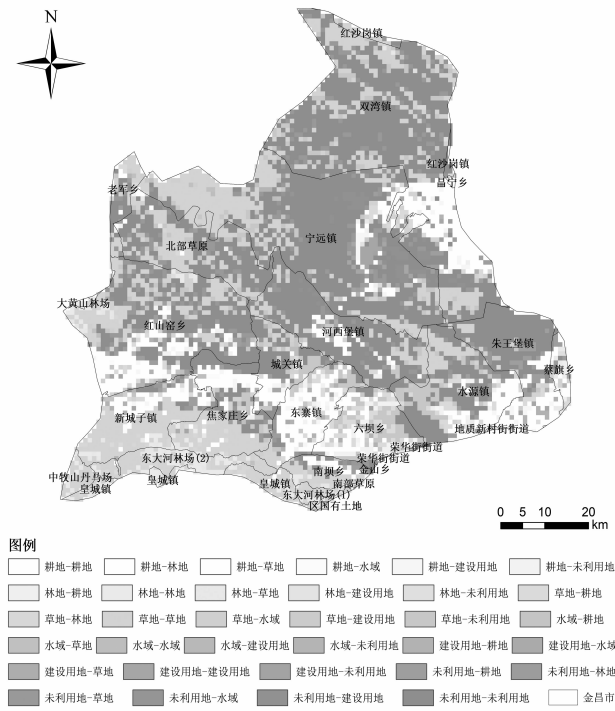 N
红沙岗镇
双湾镇
红沙岗镇
昌宁乡
老军乡
宁远镇
北部草原
大黄山林场
红山窑乡
河西堡镇
朱王堡镇
城关镇
蔡旗乡
水源镇
新城子镇
焦家庄乡
东寨镇
六坝乡
地质新村街街道
荣华街街道
东大河林场(2)
荣华街街道
中牧山丹马场
皇城镇
皇城镇
皇城镇
南坝乡
金山乡
南部草原
东大河林场(1)
区国有土地
0 5 10 20
km
图例
耕地-耕地 耕地-林地 耕地-草地 耕地-水域 耕地-建设用地 耕地-未利用地
林地-耕地 林地-林地 林地-草地 林地-建设用地 林地-未利用地 草地-耕地
草地-林地 草地-草地 草地-水域 草地-建设用地 草地-未利用地 水域-耕地
水域-草地 水域-水域 水域-建设用地 水域-未利用地 建设用地-耕地 建设用地-水域
建设用地-草地 建设用地-建设用地 建设用地-未利用地 未利用地-耕地 未利用地-林地
未利用地-草地 未利用地-水域 未利用地-建设用地 未利用地-未利用地 金昌市